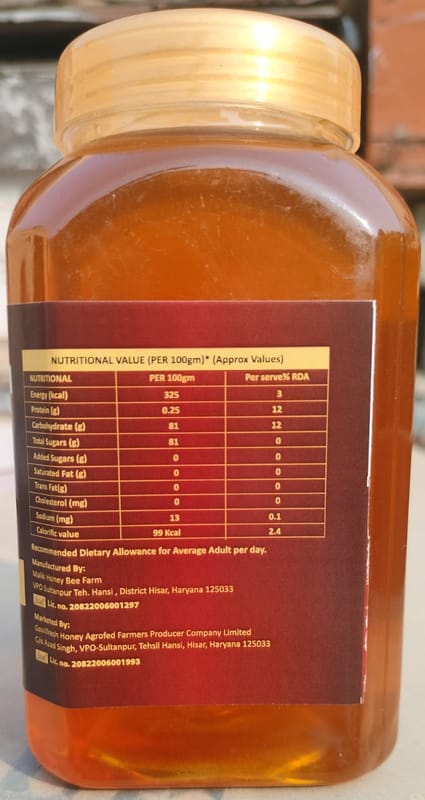 NUTRITIONAL VALUE (PER 100gm)* (Approx Values)
NUTRITIONAL PER 100gm Per serve% RDA
Energy (kcal) 325 3
Protein (g) 0.25 12
Carbohydrate (g) 81 12
Total Sugars (g) 81 0
Added Sugars (g) 0 0
Saturated Fat (g) 0 0
Trans Fat(g) 0 0
Cholesterol (mg) 0 0
Sodium (mg) 13 0.1
Calorific value 99 Kcal 2.4
Recommended Dietary Allowance for Average Adult per day.
Manufactured By:
Malik Honey Bee Farm
VPO Sultanpur Teh. Hansi , District Hisar, Haryana 125033
Lic. no. 20822006001297
Marketed By:
Honey Agrofed Farmers Producer Company Limited
C/o Azad Singh, VPO-Sultanpur, Tehsil Hansi, Hisar, Haryana 125033
Lic. no. 20822006001993